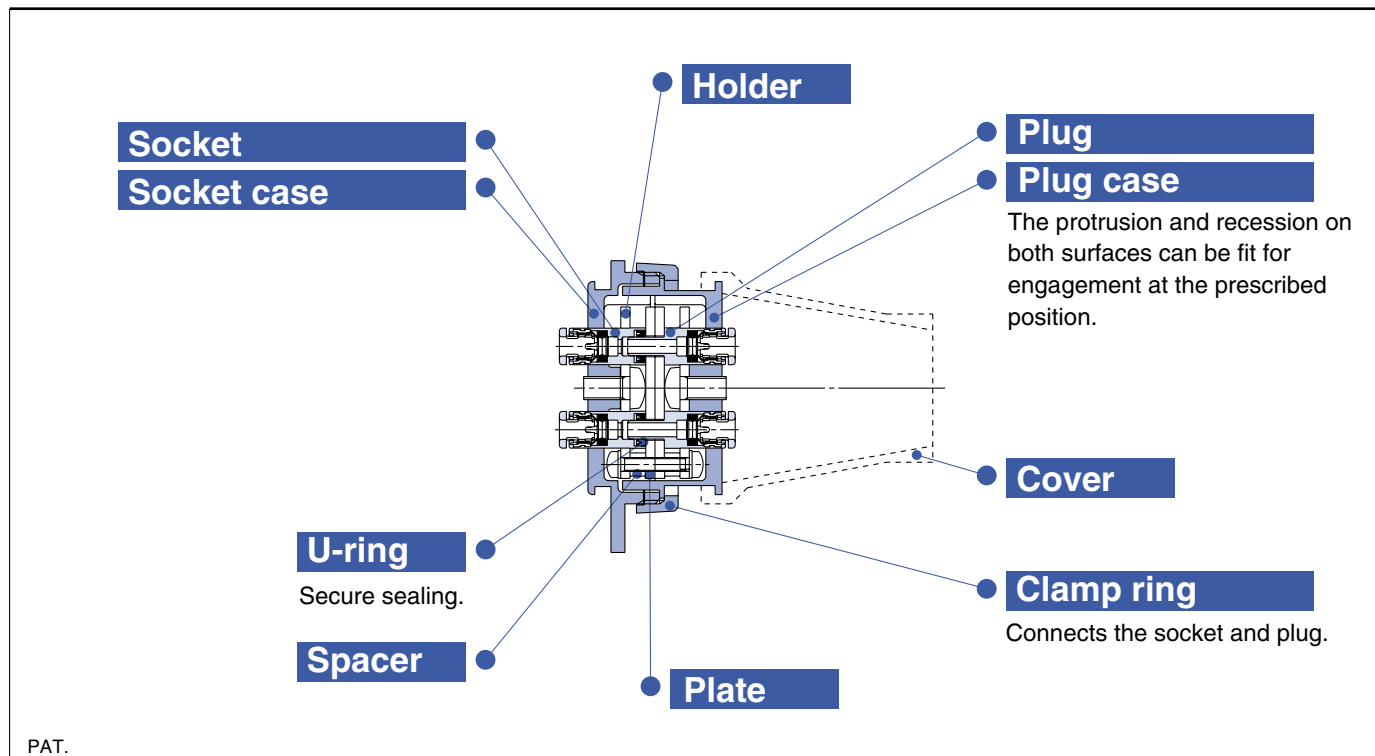 Holder
Socket
Socket case
Plug
Plug case
The protrusion and recession on
both surfaces can be fit for
engagement at the prescribed
position.
Cover
U-ring
Secure sealing.
Clamp ring
Connects the socket and plug.
Spacer
Plate
PAT.